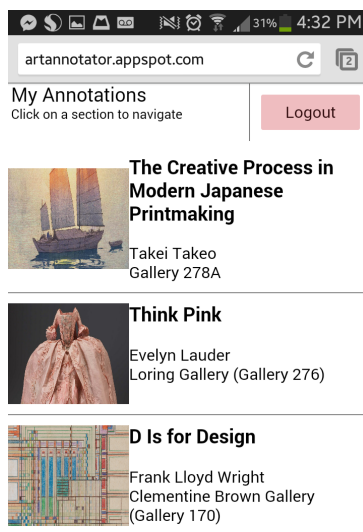 31% 4:32 PM
artannotator.appspot.com 2
My Annotations
Click on a section to navigate
Logout
The Creative Process in
Modern Japanese
Printmaking
Takei Takeo
Gallery 278A
Think Pink
Evelyn Lauder
Loring Gallery (Gallery 276)
D Is for Design
Frank Lloyd Wright
Clementine Brown Gallery
(Gallery 170)